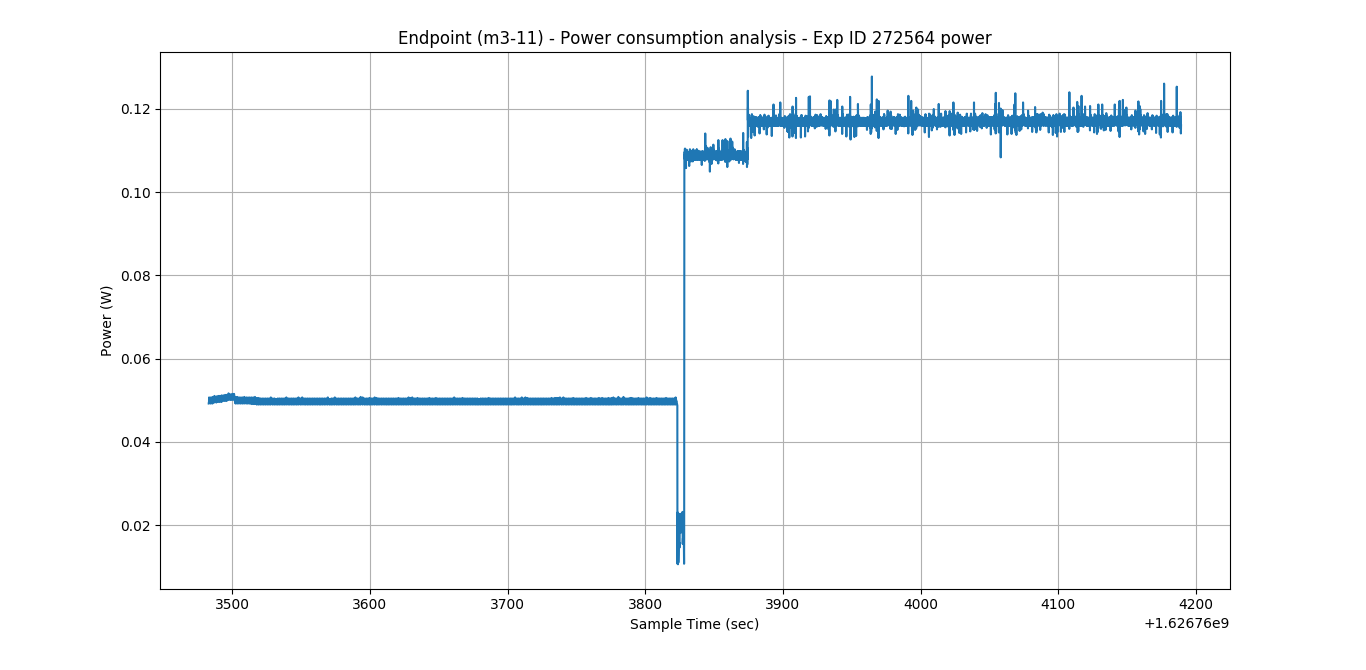 Endpoint (m3-11) - Power consumption analysis - Exp ID 272564 power
0.12
0.10
0.08
0.06
0.04
0.02
Power (W)
3500 3600 3700 3800 3900 4000 4100 4200
Sample Time (sec)
+1.62676e9